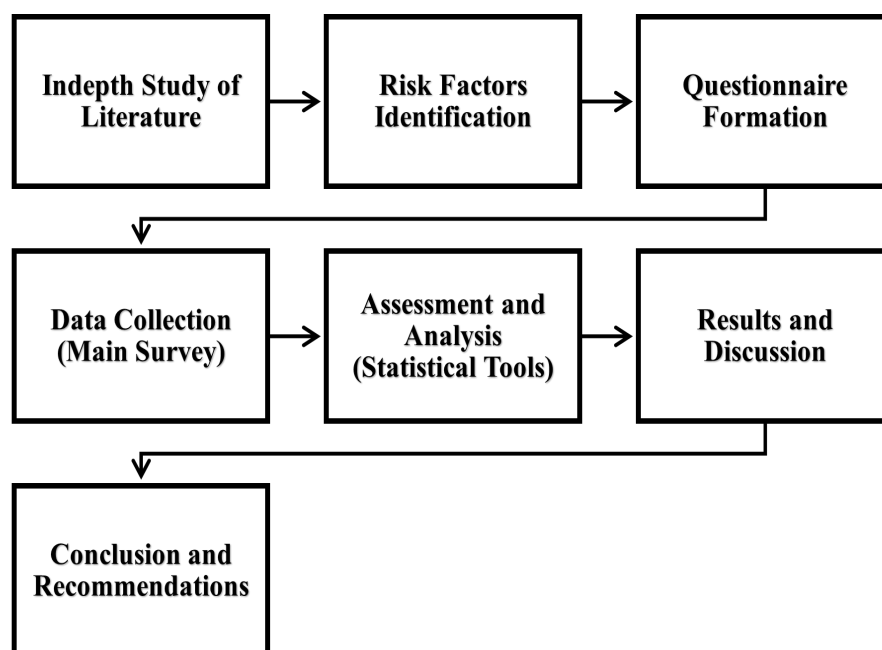 Indepth Study of
Literature
Risk Factors
Identification
Questionnaire
Formation
Data Collection
(Main Survey)
Assessment and
Analysis
(Statistical Tools)
Results and
Discussion
Conclusion and
Recommendations